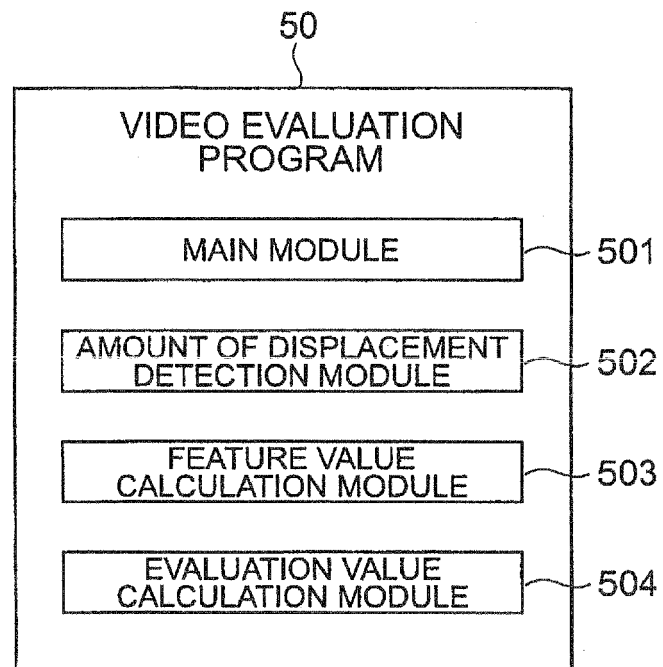 50
VIDEO EVALUATION
PROGRAM
MAIN MODULE
501
AMOUNT OF DISPLACEMENT
DETECTION MODULE
502
FEATURE VALUE
CALCULATION MODULE
503
EVALUATION VALUE
CALCULATION MODULE
504